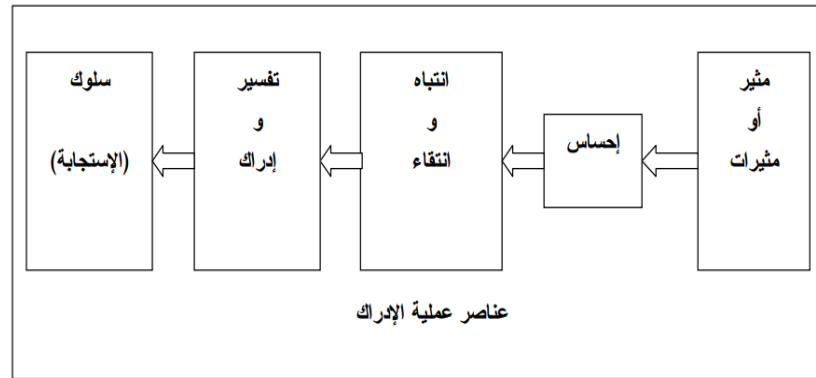 مثير
أو
مثيرات
إحساس
انتباه
و
انتقاء
تفسير
و
إدراك
سلوك
(الإستجابة)
عناصر عملية الإدراك